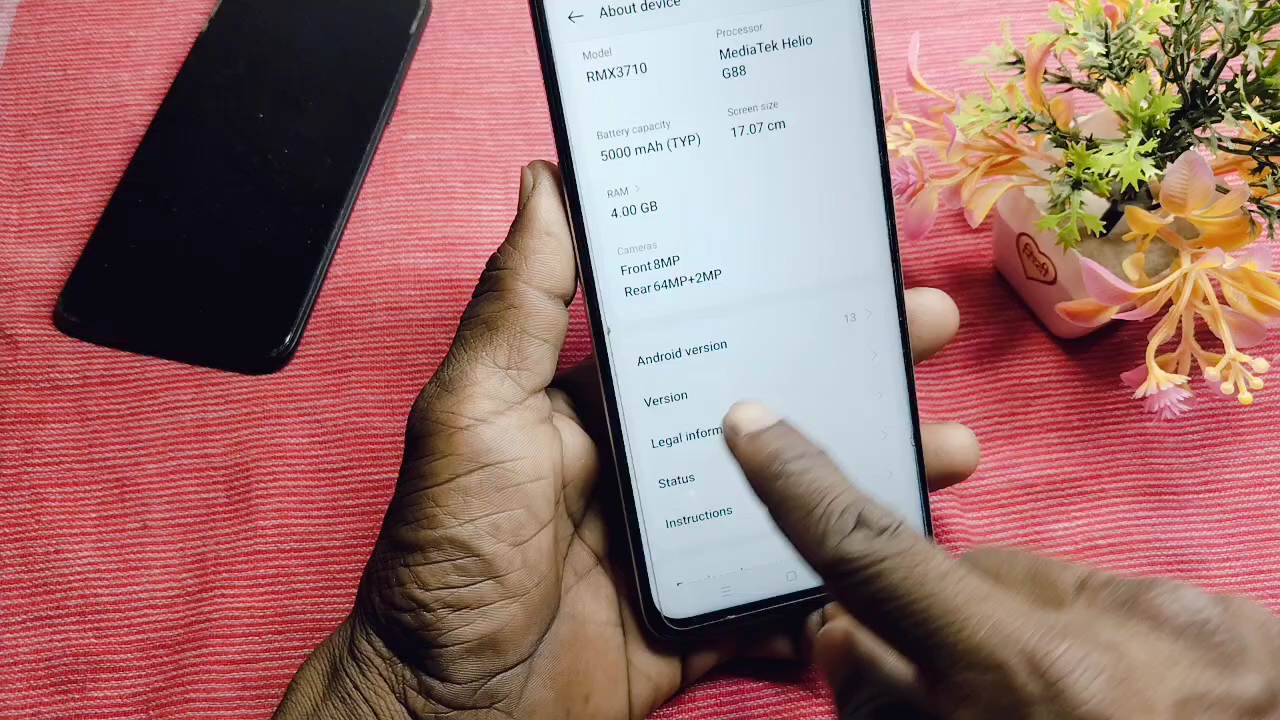 About device
Model
RMX3710
Processor
MediaTek Helio
G88
Battery capacity
5000 mAh (TYP)
Screen size
17.07 cm
RAM
4.00 GB
Cameras
Front 8MP
Rear 64MP+2MP
Android version 13
Version
Legal inform
Status
Instructions